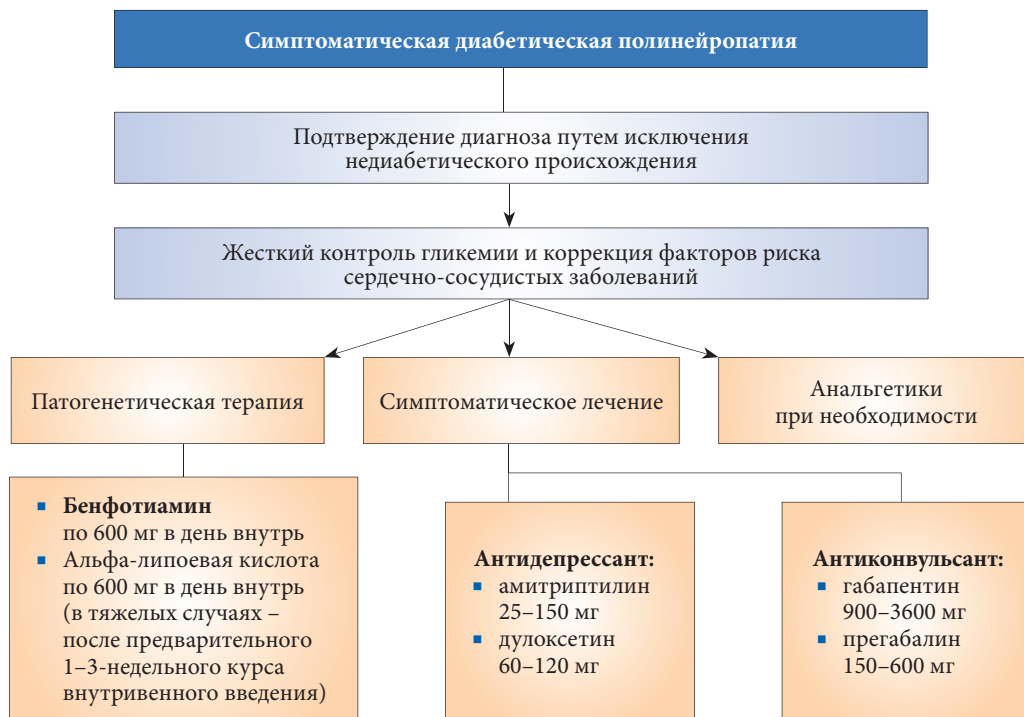 Симптоматическая диабетическая полинейропатия
Подтверждение диагноза путем исключения
недиабетического происхождения
Жесткий контроль гликемии и коррекция факторов риска
сердечно-сосудистых заболеваний
Патогенетическая терапия
Симптоматическое лечение
Анальгетики
при необходимости
Бенфотиамин
по 600 мг в день внутрь
Альфа-липоевая кислота
по 600 мг в день внутрь
(в тяжелых случаях –
после предварительного
1–3-недельного курса
внутривенного введения)
Антидепрессант:
амитриптилин
25–150 мг
дулоксетин
60–120 мг
Антиконвульсант:
габапентин
900–3600 мг
прегабалин
150–600 мг